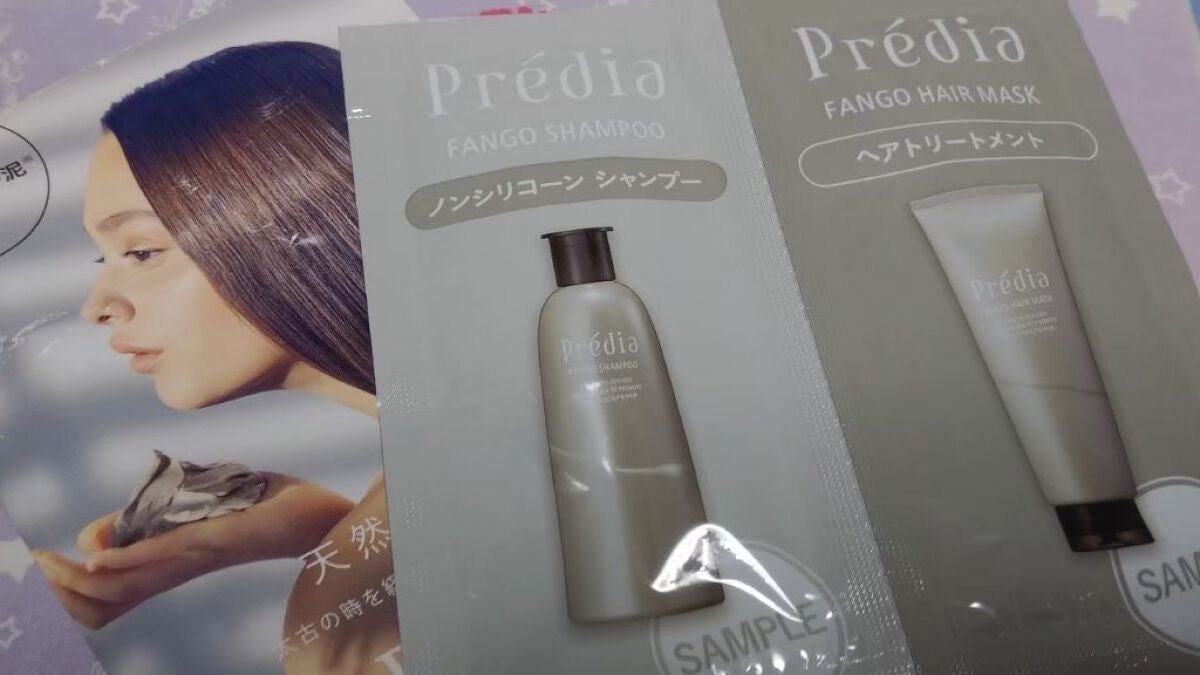 泥※
天然
太古の時を
Prédia
FANGO SHAMPOO
ノンシリコーン シャンプー
Prédia
FANGO SHAMPOO
SAMPLE
Prédia
FANGO HAIR MASK
ヘアトリートメント
Prédia
FANGO HAIR MASK
SAM